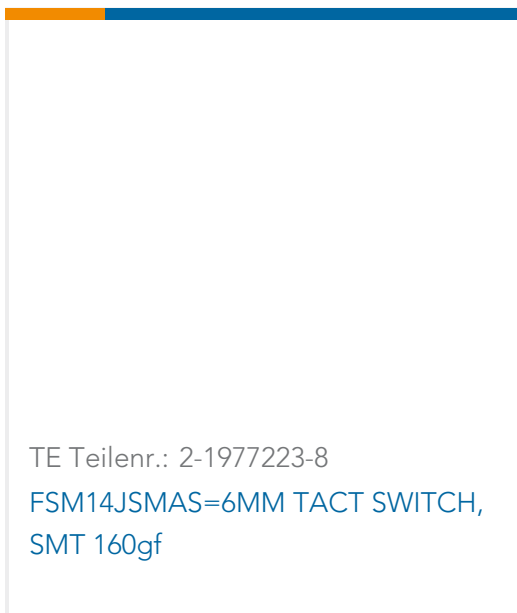 TE Teilenr.: 2-1977223-8
FSM14JSMAS=6MM TACT SWITCH,
SMT 160gf